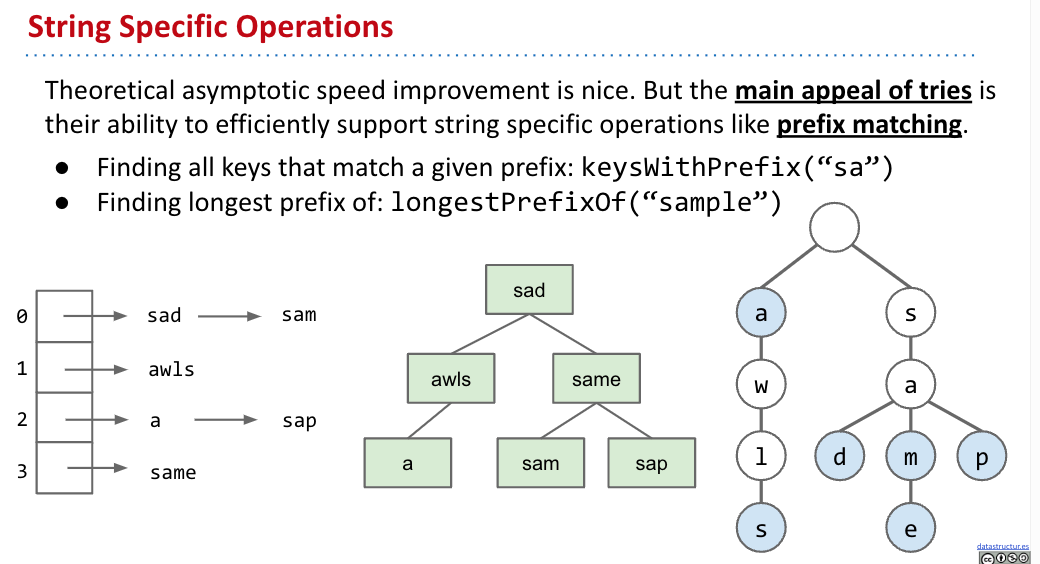 String Specific Operations
Theoretical asymptotic speed improvement is nice. But the main appeal of tries is
their ability to efficiently support string specific operations like prefix matching.
● Finding all keys that match a given prefix: keysWithPrefix(“sa”)
● Finding longest prefix of: longestPrefixOf(“sample”)
0 sad sam
1 awls
2 a sap
3 same
sad
awls same
a sam sap
a s
w a
l d m p
s e
datastructur.es
cc